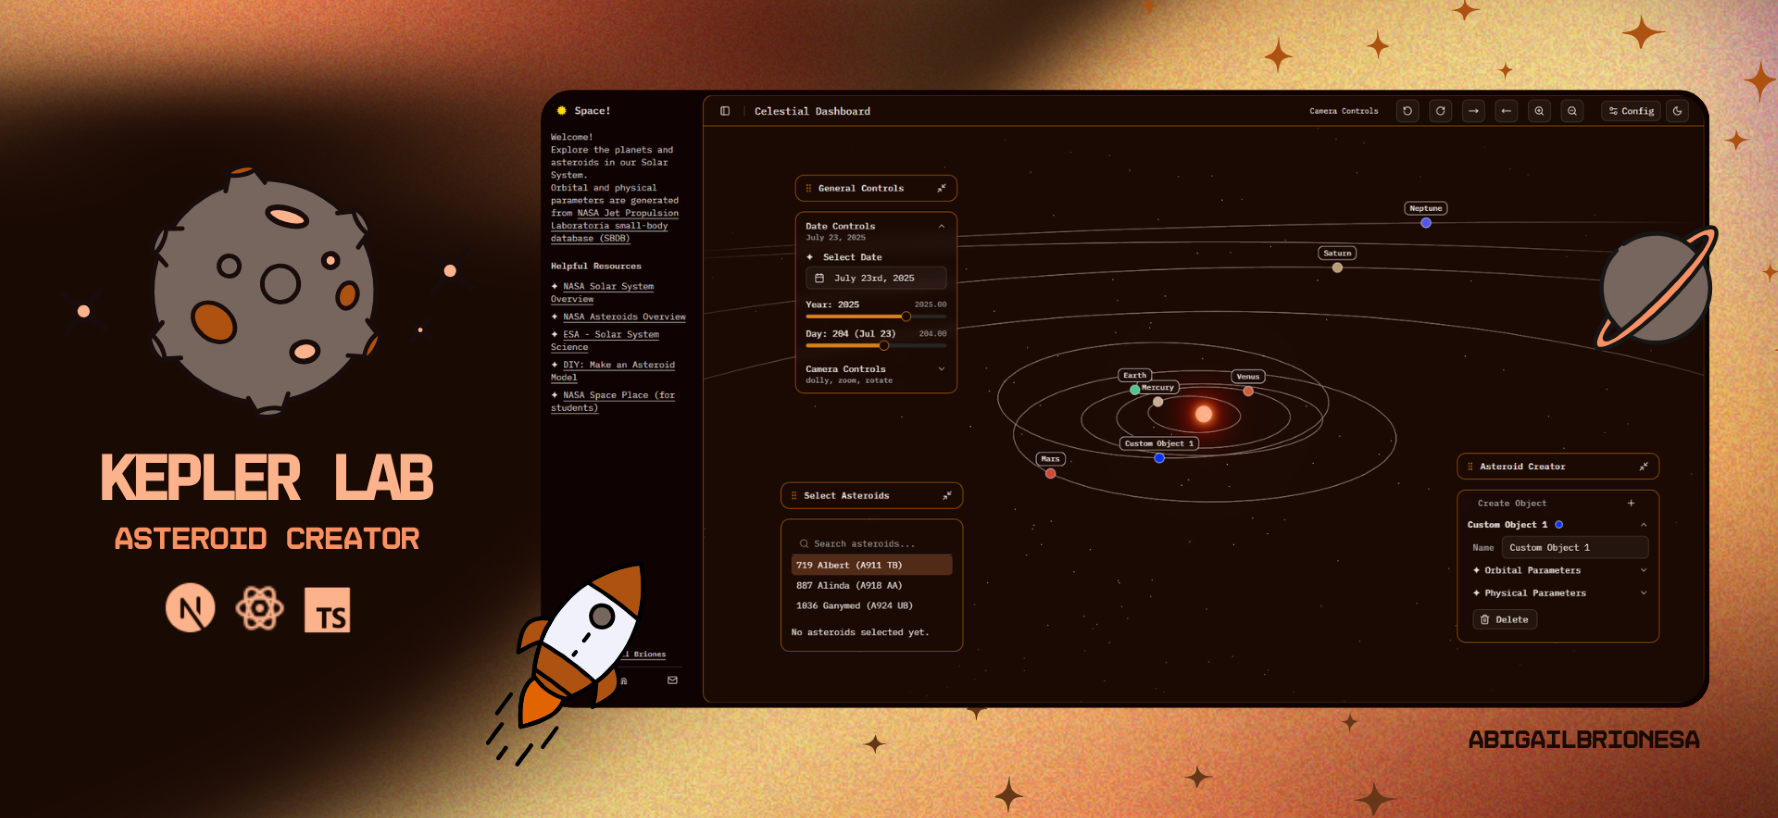 KEPLER LAB
ASTEROID CREATOR
N
TS
Space!
Welcome!
Explore the planets and
asteroids in our Solar
System.
Orbital and physical
parameters are generated
from NASA Jet Propulsion
Laboratoria small-body
database (SBDB)
Helpful Resources
NASA Solar System
Overview
NASA Asteroids Overview
ESA - Solar System
Science
DIY: Make an Asteroid
Model
NASA Space Place (for
students)
Briones
Celestial Dashboard
Camera Controls
Config
General Controls
Date Controls
July 23, 2025
Select Date
July 23rd, 2025
Year: 2025 2025.00
Day: 204 (Jul 23) 204.00
Camera Controls
dolly, zoom, rotate
Select Asteroids
Search asteroids...
719 Albert (A911 TB)
887 Alinda (A918 AA)
1036 Ganymed (A924 UB)
No asteroids selected yet.
Neptune
Saturn
Earth
Mercury
Venus
Custom Object 1
Mars
Asteroid Creator
Create Object
Custom Object 1
Name Custom Object 1
Orbital Parameters
Physical Parameters
Delete
ABIGAILBRIONESA